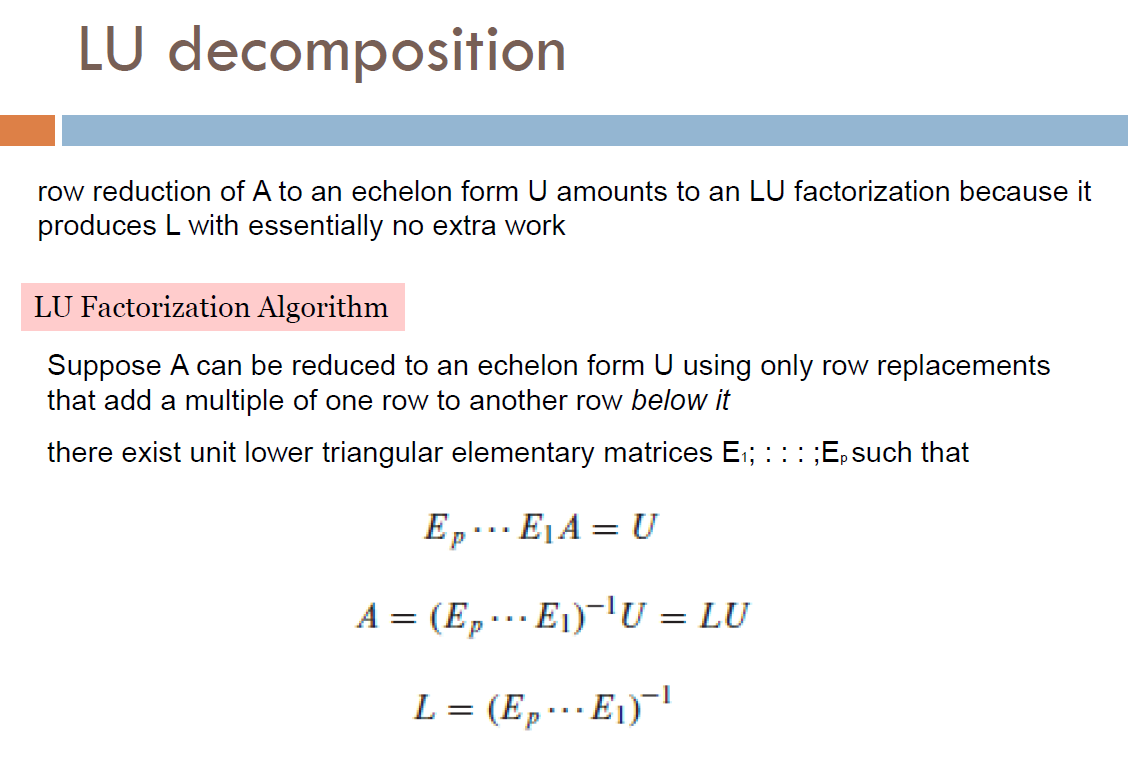 LU decomposition
row reduction of A to an echelon form U amounts to an LU factorization because it
produces L with essentially no extra work
LU Factorization Algorithm
Suppose A can be reduced to an echelon form U using only row replacements
that add a multiple of one row to another row below it
there exist unit lower triangular elementary matrices E₁; : : : ;Eₚ such that
Eₚ ⋯ E₁A = U
A = (Eₚ ⋯ E₁)⁻¹U = LU
L = (Eₚ ⋯ E₁)⁻¹